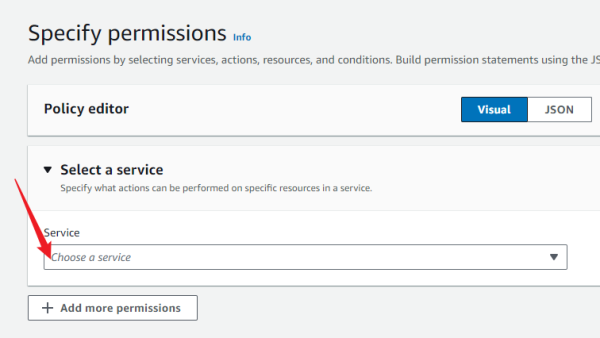 Specify permissions Info
Add permissions by selecting services, actions, resources, and conditions. Build permission statements using the JS
Policy editor
Visual JSON
Select a service
Specify what actions can be performed on specific resources in a service.
Service
Choose a service
Add more permissions